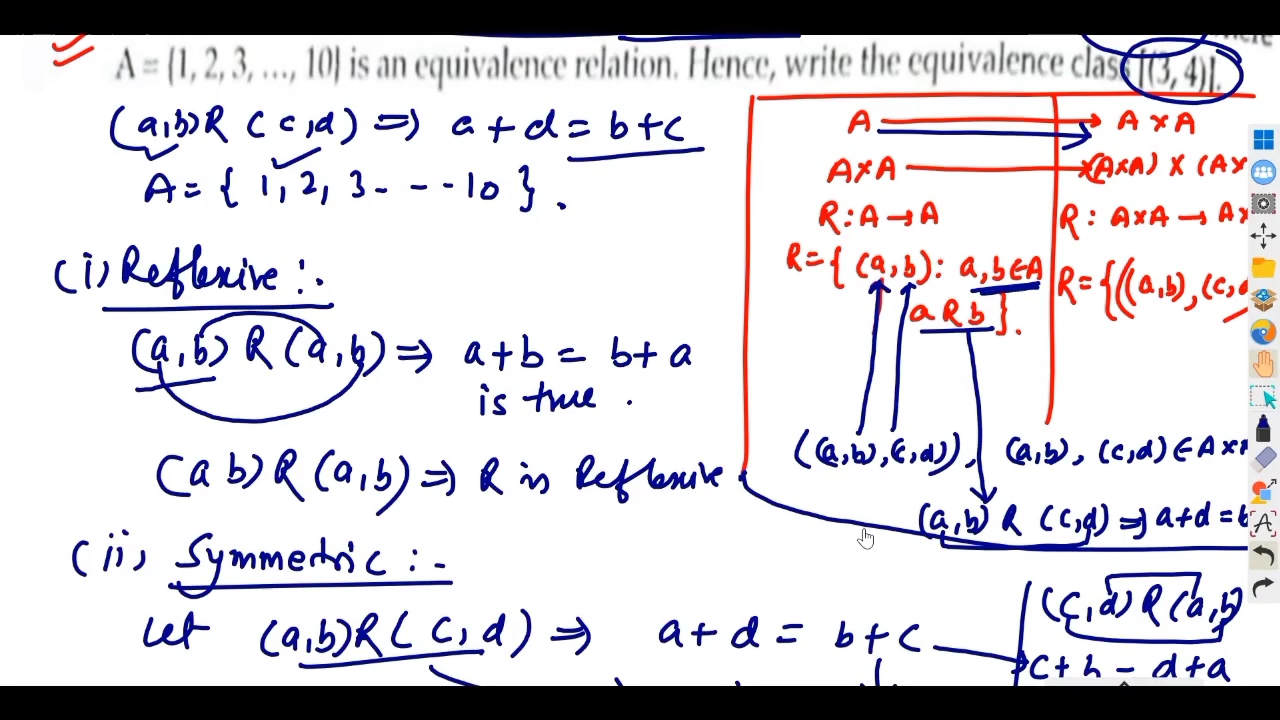 A = {1, 2, 3, ..., 10} is an equivalence relation. Hence, write the equivalence class [(3, 4)].
(a,b) R (c,d) ⇒ a+d = b+c
A = { 1, 2, 3 - - - 10 }.
(i) Reflexive :-
(a,b) R (a,b) ⇒ a+b = b+a
is true .
(a b) R (a,b) ⇒ R is Reflexive
(ii) Symmetric :-
Let (a,b) R ( c, d) ⇒ a+d = b+c
A → A × A
A×A → (A×A) × (A×
R : A → A
R : A×A → A×
R = { (a, b) : a, b ∈ A
a R b }.
R = {((a,b), (c,
((a,b), (c,d)), (a,b), (c,d) ∈ A×
(a,b) R (c,d) ⇒ a+d = b
(c,d) R (a,b)
c+b = d+a